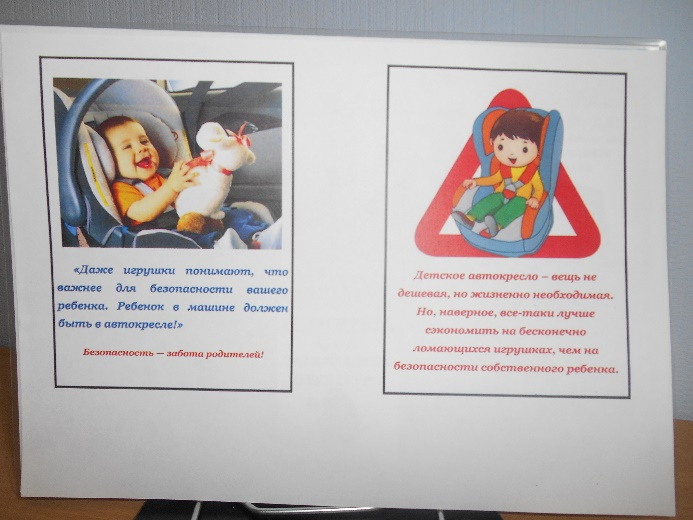 «Даже игрушки понимают, что
важнее для безопасности вашего
ребенка. Ребенок в машине должен
быть в автокресле!»
Безопасность — забота родителей!
Детское автокресло – вещь не
дешевая, но жизненно необходимая.
Но, наверное, все-таки лучше
сэкономить на бесконечно
ломающихся игрушках, чем на
безопасности собственного ребенка.